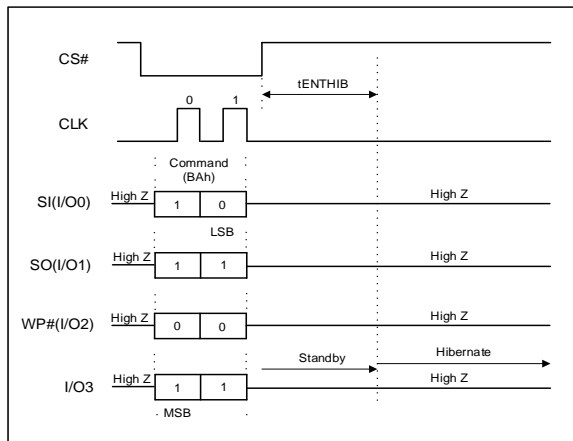 CS#
tENTHIB
0 1
CLK
Command
(BAh)
High Z High Z
SI(I/O0) 1 0
LSB
High Z High Z
SO(I/O1) 1 1
High Z High Z
WP#(I/O2) 0 0
Standby Hibernate
High Z High Z
I/O3 1 1
MSB